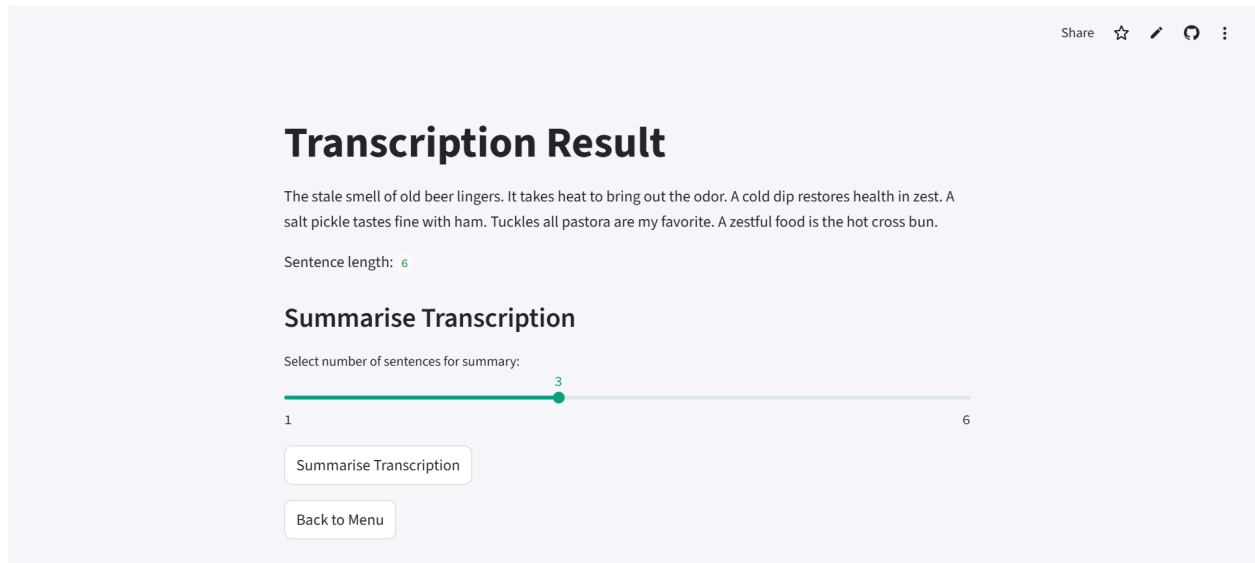 Share
Transcription Result
The stale smell of old beer lingers. It takes heat to bring out the odor. A cold dip restores health in zest. A
salt pickle tastes fine with ham. Tuckles all pastora are my favorite. A zestful food is the hot cross bun.
Sentence length: 6
Summarise Transcription
Select number of sentences for summary:
3
1 6
Summarise Transcription
Back to Menu